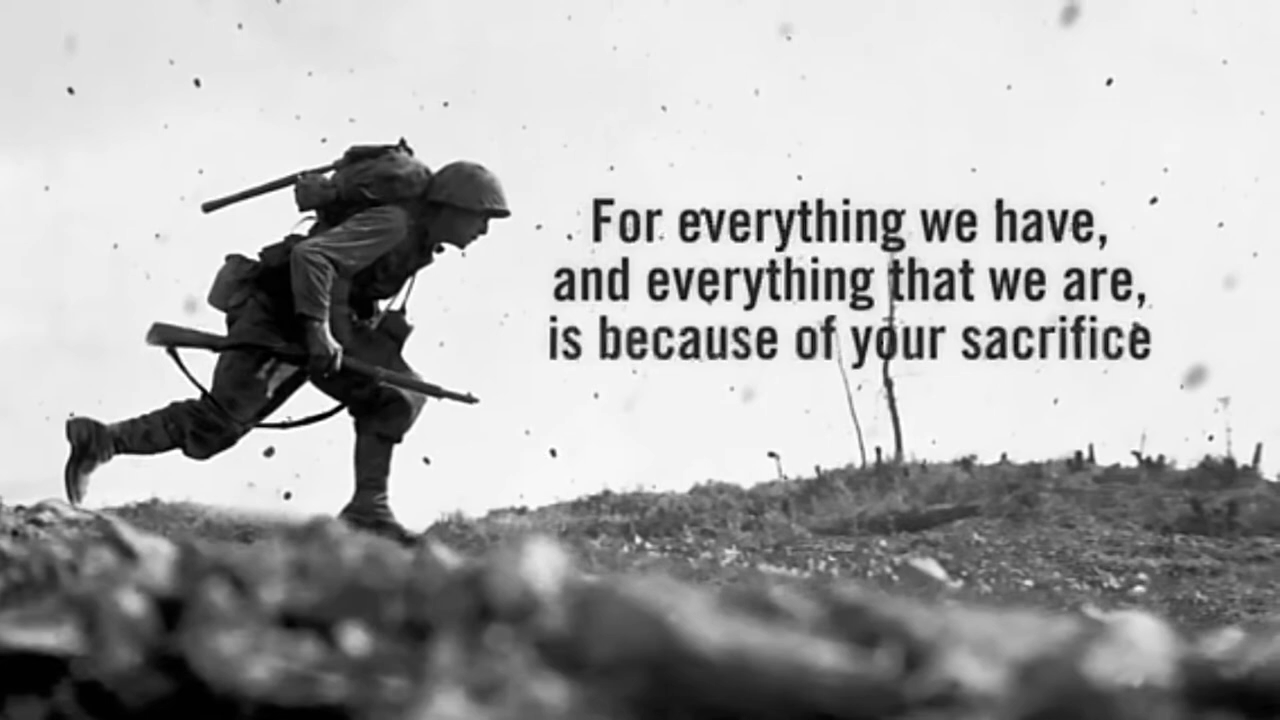 For everything we have,
and everything that we are,
is because of your sacrifice